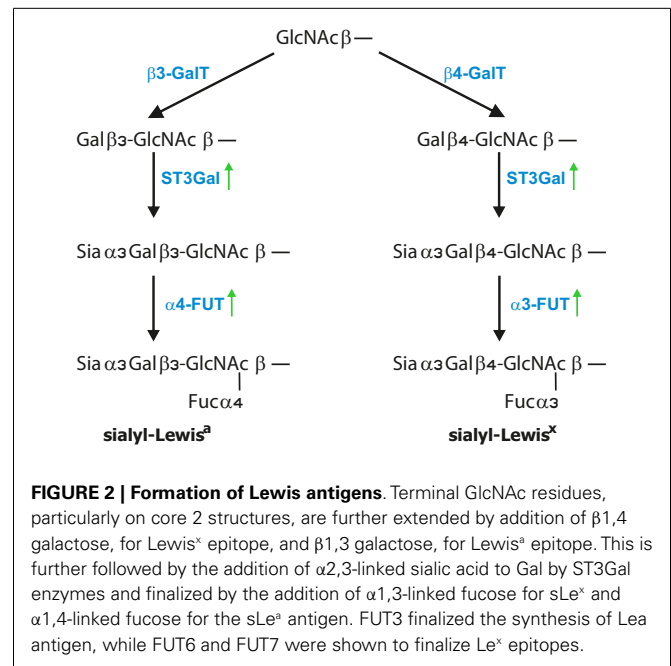 GlcNAc β —
β3-GalT β4-GalT
Galβ3-GlcNAc β — Galβ4-GlcNAc β —
ST3Gal ST3Gal
Sia α3Galβ3-GlcNAc β — Sia α3Galβ4-GlcNAc β —
α4-FUT α3-FUT
Sia α3Galβ3-GlcNAc β — Sia α3Galβ4-GlcNAc β —
Fucα4 Fucα3
sialyl-Lewisᵃ sialyl-Lewisˣ
FIGURE 2 | Formation of Lewis antigens. Terminal GlcNAc residues,
particularly on core 2 structures, are further extended by addition of β1,4
galactose, for Lewisˣ epitope, and β1,3 galactose, for Lewisᵃ epitope. This is
further followed by the addition of α2,3-linked sialic acid to Gal by ST3Gal
enzymes and finalized by the addition of α1,3-linked fucose for sLeˣ and
α1,4-linked fucose for the sLeᵃ antigen. FUT3 finalized the synthesis of Lea
antigen, while FUT6 and FUT7 were shown to finalize Leˣ epitopes.